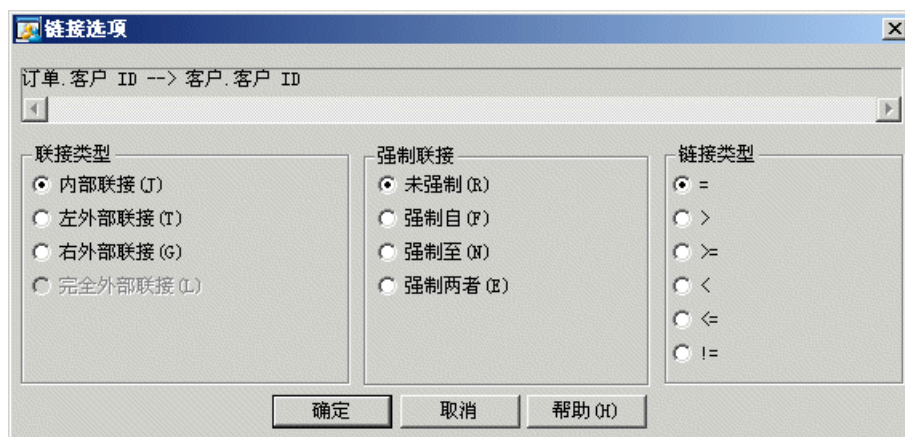 链接选项
订单.客户 ID --> 客户.客户 ID
联接类型
内部联接(J)
左外部联接(T)
右外部联接(G)
完全外部联接(L)
强制联接
未强制(R)
强制自(F)
强制至(N)
强制两者(E)
链接类型
=
>
>=
<
<=
!=
确定
取消
帮助(H)